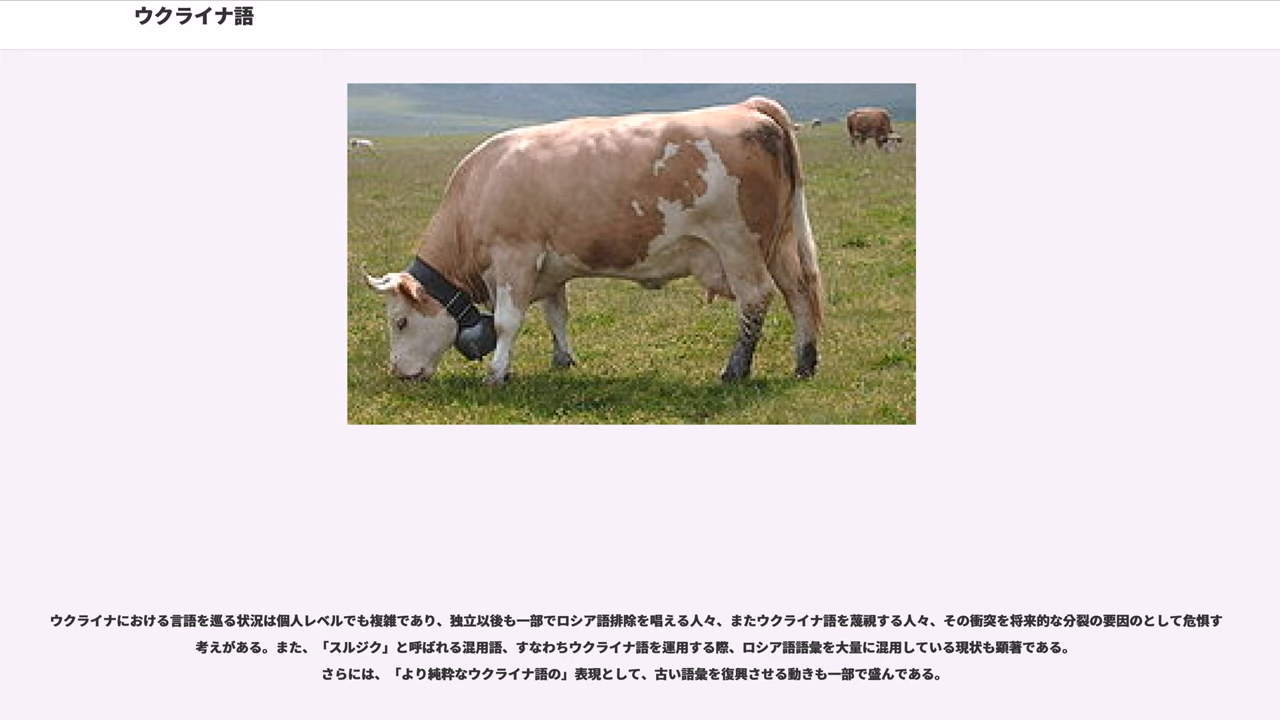 ウクライナ語
ウクライナにおける言語を巡る状況は個人レベルでも複雑であり、独立以後も一部でロシア語排除を唱える人々、またウクライナ語を蔑視する人々、その衝突を将来的な分裂の要因のとして危惧す
考えがある。また、「スルジク」と呼ばれる混用語、すなわちウクライナ語を運用する際、ロシア語語彙を大量に混用している現状も顕著である。
さらには、「より純粋なウクライナ語の」表現として、古い語彙を復興させる動きも一部で盛んである。